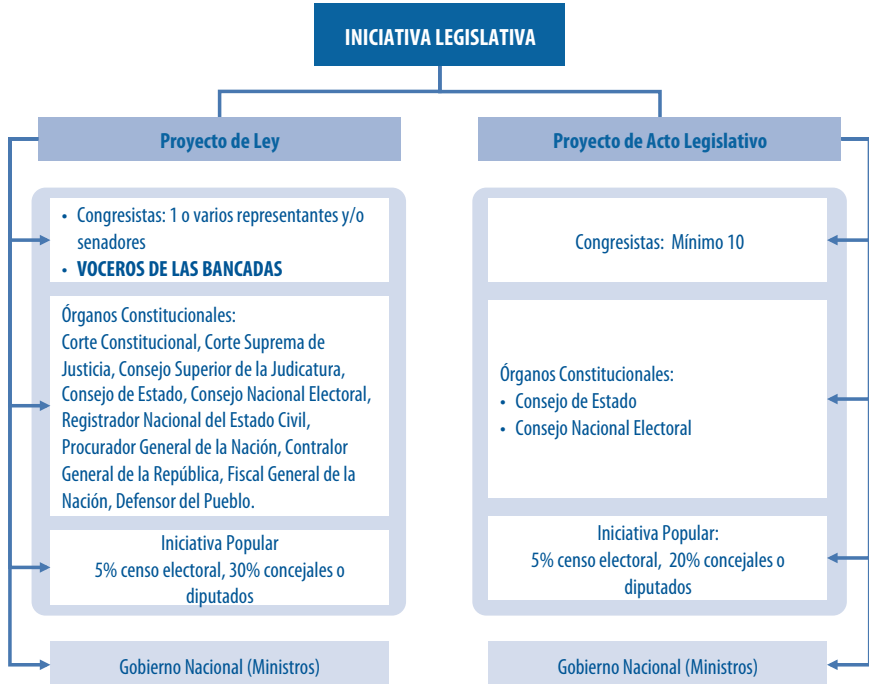 INICIATIVA LEGISLATIVA
Proyecto de Ley
• Congresistas: 1 o varios representantes y/o
senadores
• VOCEROS DE LAS BANCADAS
Órganos Constitucionales:
Corte Constitucional, Corte Suprema de
Justicia, Consejo Superior de la Judicatura,
Consejo de Estado, Consejo Nacional Electoral,
Registrador Nacional del Estado Civil,
Procurador General de la Nación, Contralor
General de la República, Fiscal General de la
Nación, Defensor del Pueblo.
Iniciativa Popular
5% censo electoral, 30% concejales o
diputados
Gobierno Nacional (Ministros)
Proyecto de Acto Legislativo
Congresistas: Mínimo 10
Órganos Constitucionales:
• Consejo de Estado
• Consejo Nacional Electoral
Iniciativa Popular:
5% censo electoral, 20% concejales o
diputados
Gobierno Nacional (Ministros)